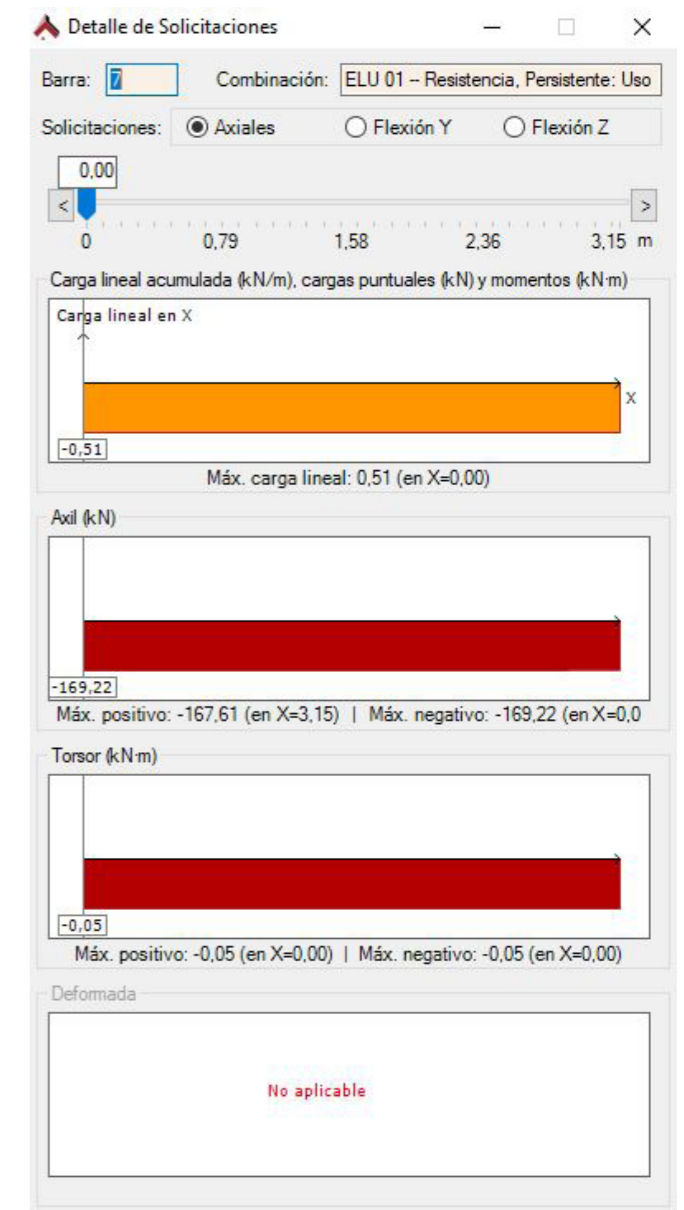 Detalle de Solicitaciones
Barra: 7 Combinación: ELU 01 -- Resistencia, Persistente: Uso
Solicitaciones: Axiales Flexión Y Flexión Z
0,00
< >
0 0,79 1,58 2,36 3,15 m
Carga lineal acumulada (kN/m), cargas puntuales (kN) y momentos (kN·m)
Carga lineal en X
X
-0,51
Máx. carga lineal: 0,51 (en X=0,00)
Axil (kN)
-169,22
Máx. positivo: -167,61 (en X=3,15) | Máx. negativo: -169,22 (en X=0,0
Torsor (kN·m)
-0,05
Máx. positivo: -0,05 (en X=0,00) | Máx. negativo: -0,05 (en X=0,00)
Deformada
No aplicable